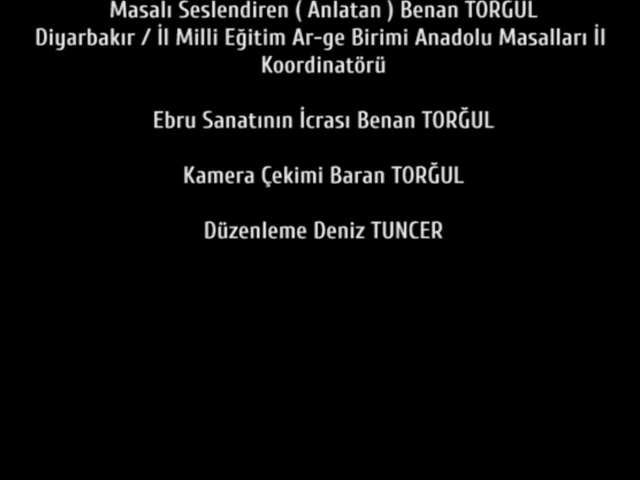 Masalı Seslendiren ( Anlatan ) Benan TORĞUL
Diyarbakır / İl Milli Eğitim Ar-ge Birimi Anadolu Masalları İl
Koordinatörü
Ebru Sanatının İcrası Benan TORĞUL
Kamera Çekimi Baran TORĞUL
Düzenleme Deniz TUNCER